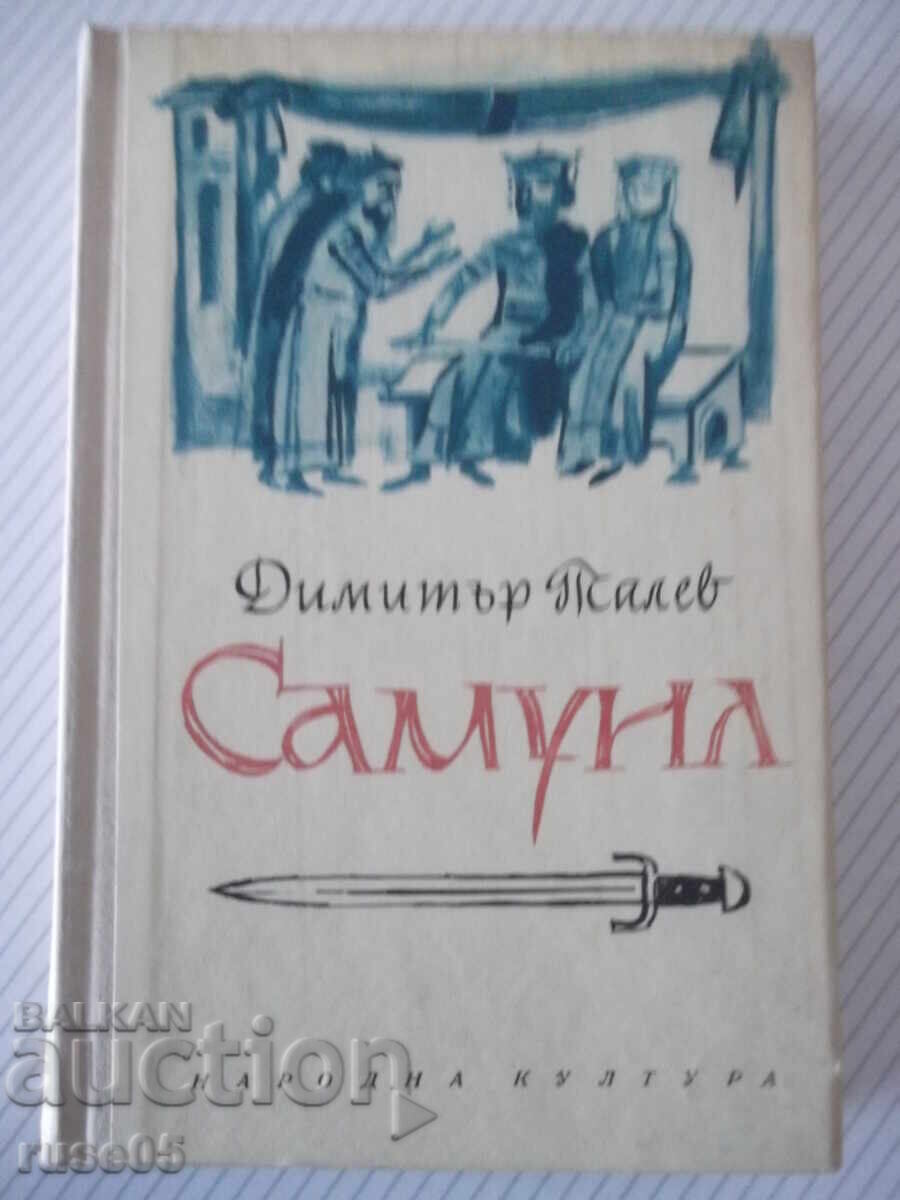 Димитър Талев
Самуил
НАРОДНА КУЛТУРА
BALKAN
auction
ruse05